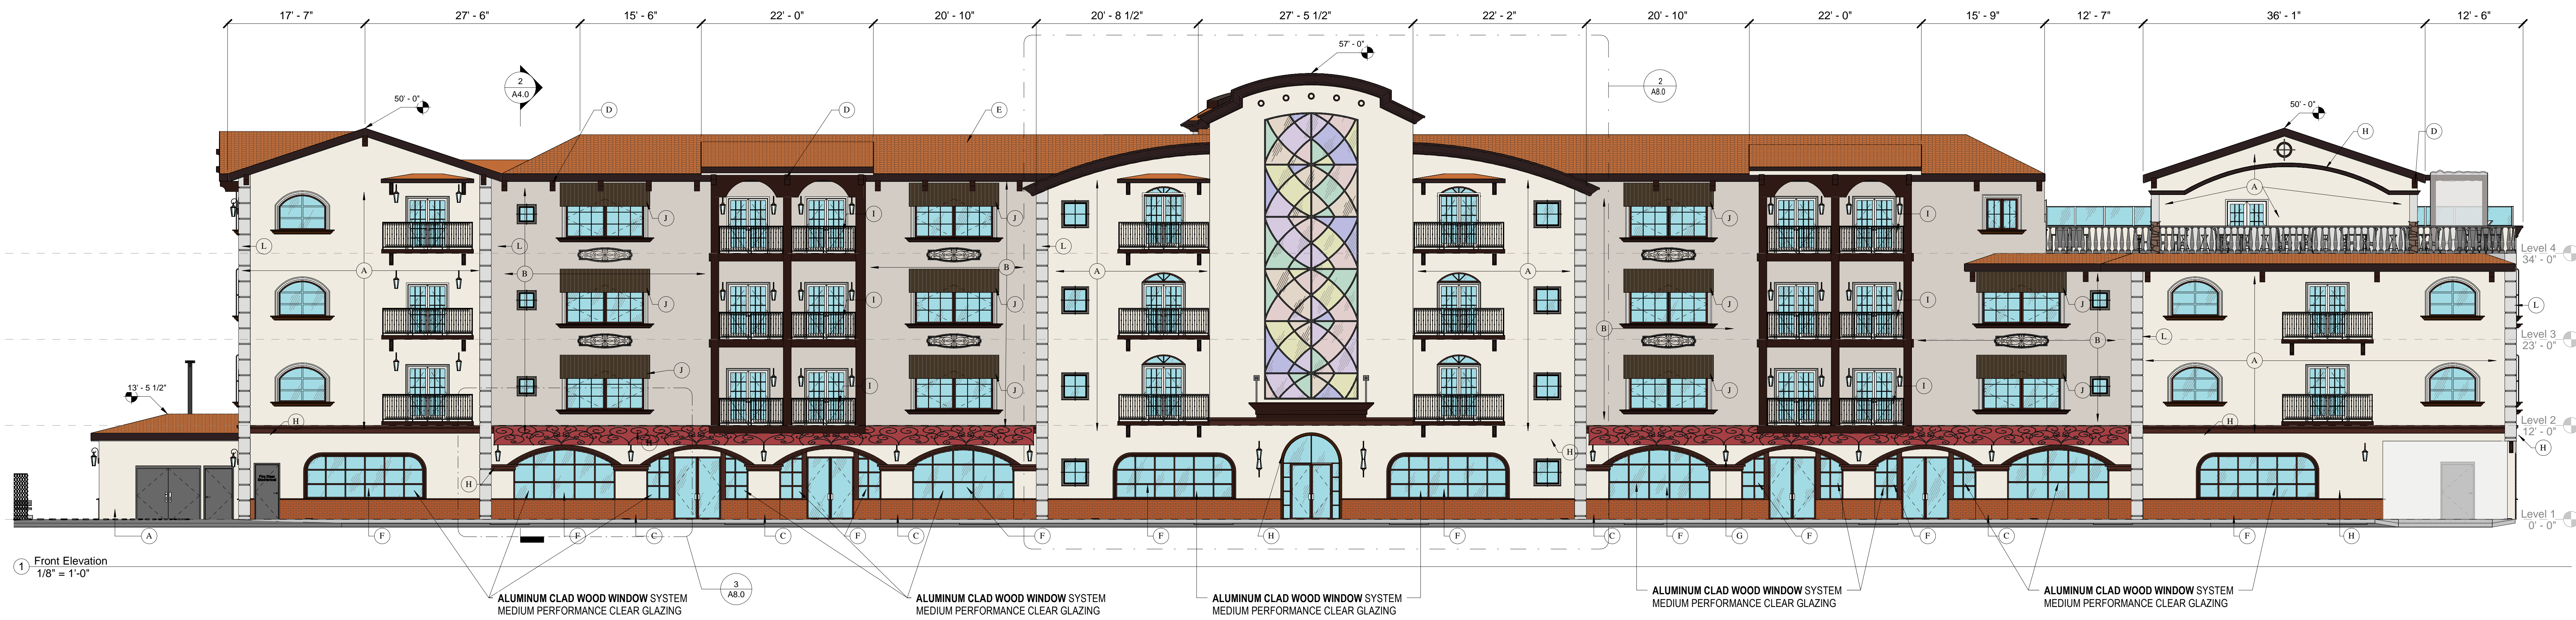 17' - 7"
27' - 6"
15' - 6"
22' - 0"
20' - 10"
20' - 8 1/2"
27' - 5 1/2"
22' - 2"
20' - 10"
22' - 0"
15' - 9"
12' - 7"
36' - 1"
12' - 6"
57' - 0"
2
A4.0
2
A8.0
50' - 0"
50' - 0"
D
D
E
H
D
A
J
I
J
J
I
L
L
L
Level 4
34' - 0"
A
B
B
A
A
J
I
J
J
I
J
L
B
Level 3
23' - 0"
L
B
A
J
I
J
J
I
J
13' - 5 1/2"
H
H
H
Level 2
12' - 0"
H
H
H
Level 1
0' - 0"
A
F
F
C
C
F
C
F
F
H
F
C
F
G
F
F
C
F
H
1
Front Elevation
1/8" = 1'-0"
3
A8.0
ALUMINUM CLAD WOOD WINDOW SYSTEM
MEDIUM PERFORMANCE CLEAR GLAZING
ALUMINUM CLAD WOOD WINDOW SYSTEM
MEDIUM PERFORMANCE CLEAR GLAZING
ALUMINUM CLAD WOOD WINDOW SYSTEM
MEDIUM PERFORMANCE CLEAR GLAZING
ALUMINUM CLAD WOOD WINDOW SYSTEM
MEDIUM PERFORMANCE CLEAR GLAZING
ALUMINUM CLAD WOOD WINDOW SYSTEM
MEDIUM PERFORMANCE CLEAR GLAZING